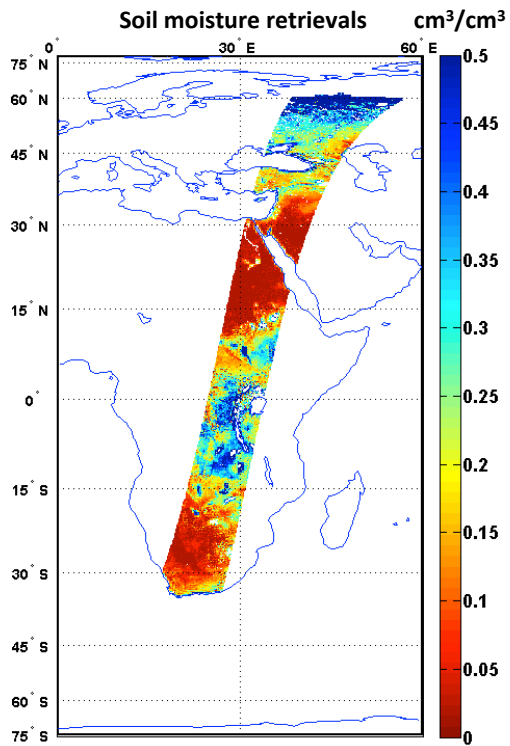 Soil moisture retrievals cm³/cm³
0 30° E 60° E
75° N
60° N
45° N
30° N
15° N
0°
15° S
30° S
45° S
60° S
75° S
0.5
0.45
0.4
0.35
0.3
0.25
0.2
0.15
0.1
0.05
0